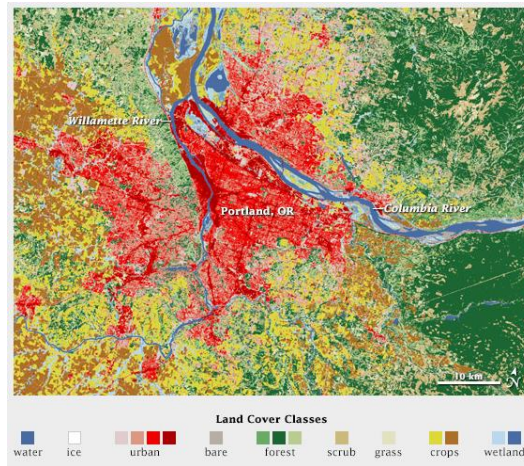 Willamette River
Portland, OR
Columbia River
10 km
N
Land Cover Classes
water ice urban bare forest scrub grass crops wetland